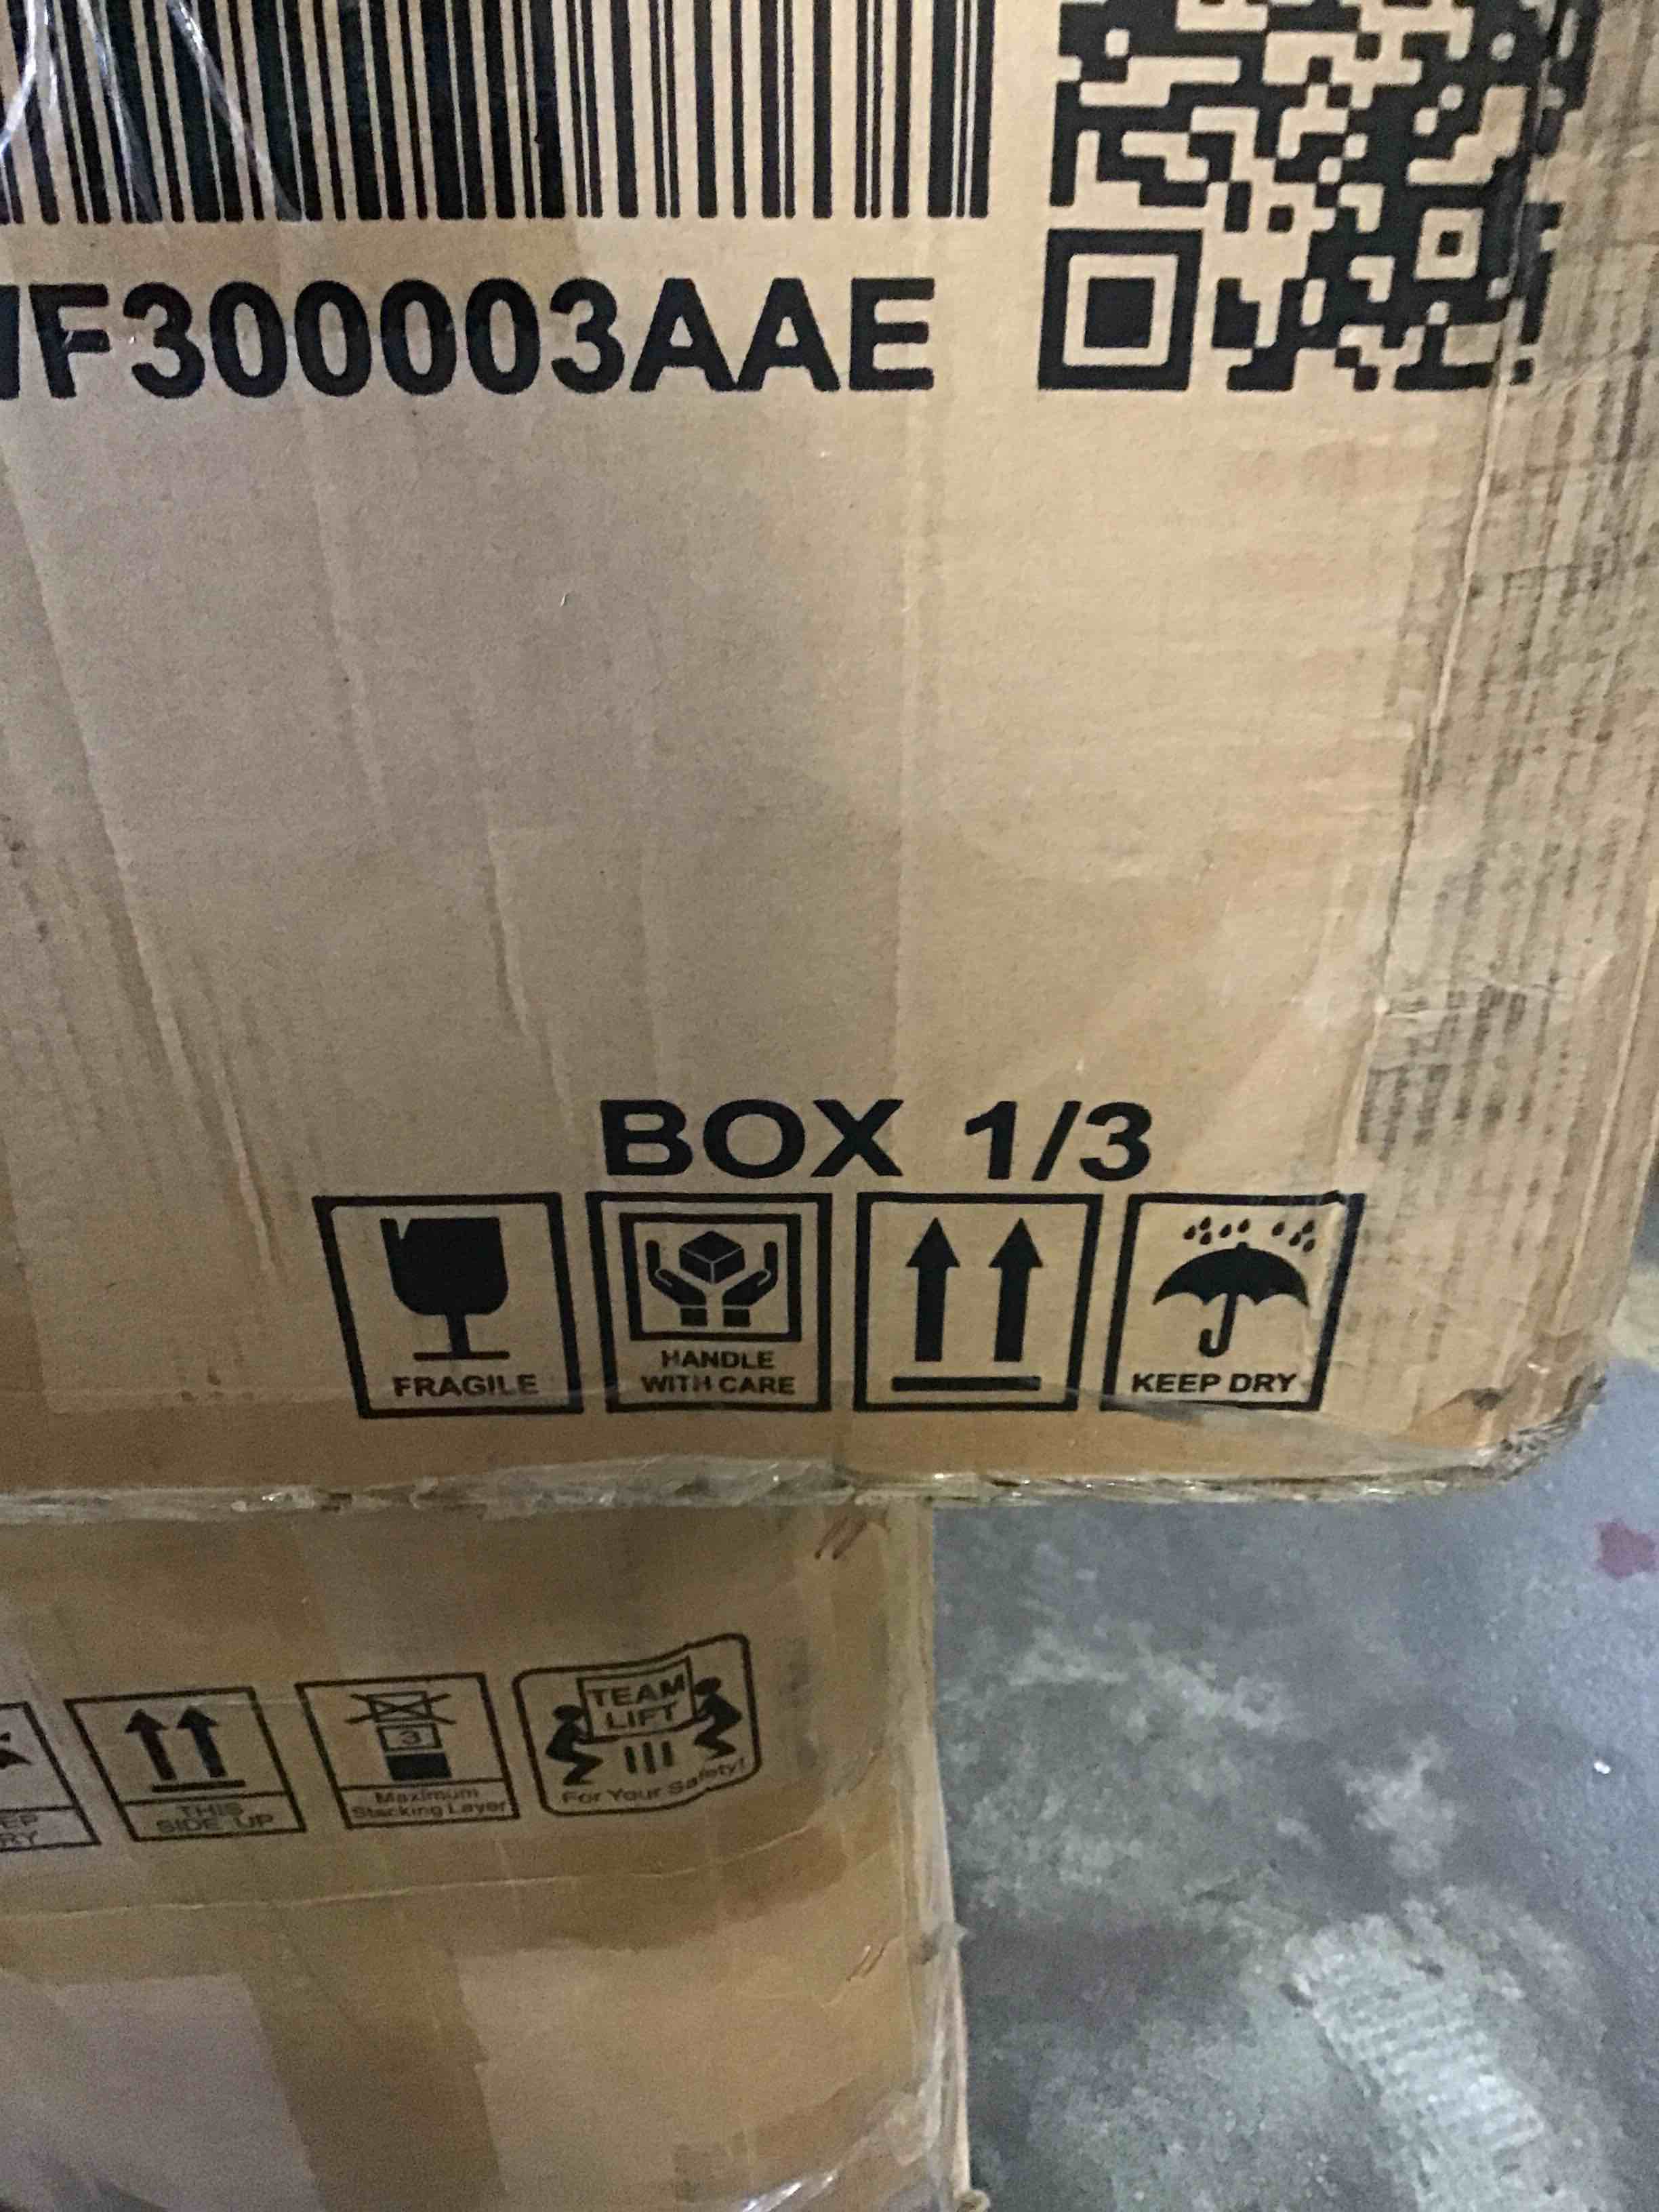 F300003AAE
BOX 1/3
FRAGILE
HANDLE
WITH CARE
KEEP DRY
THIS
SIDE UP
3
Maximum
Stacking Layer
TEAM
LIFT
For Your Safety!